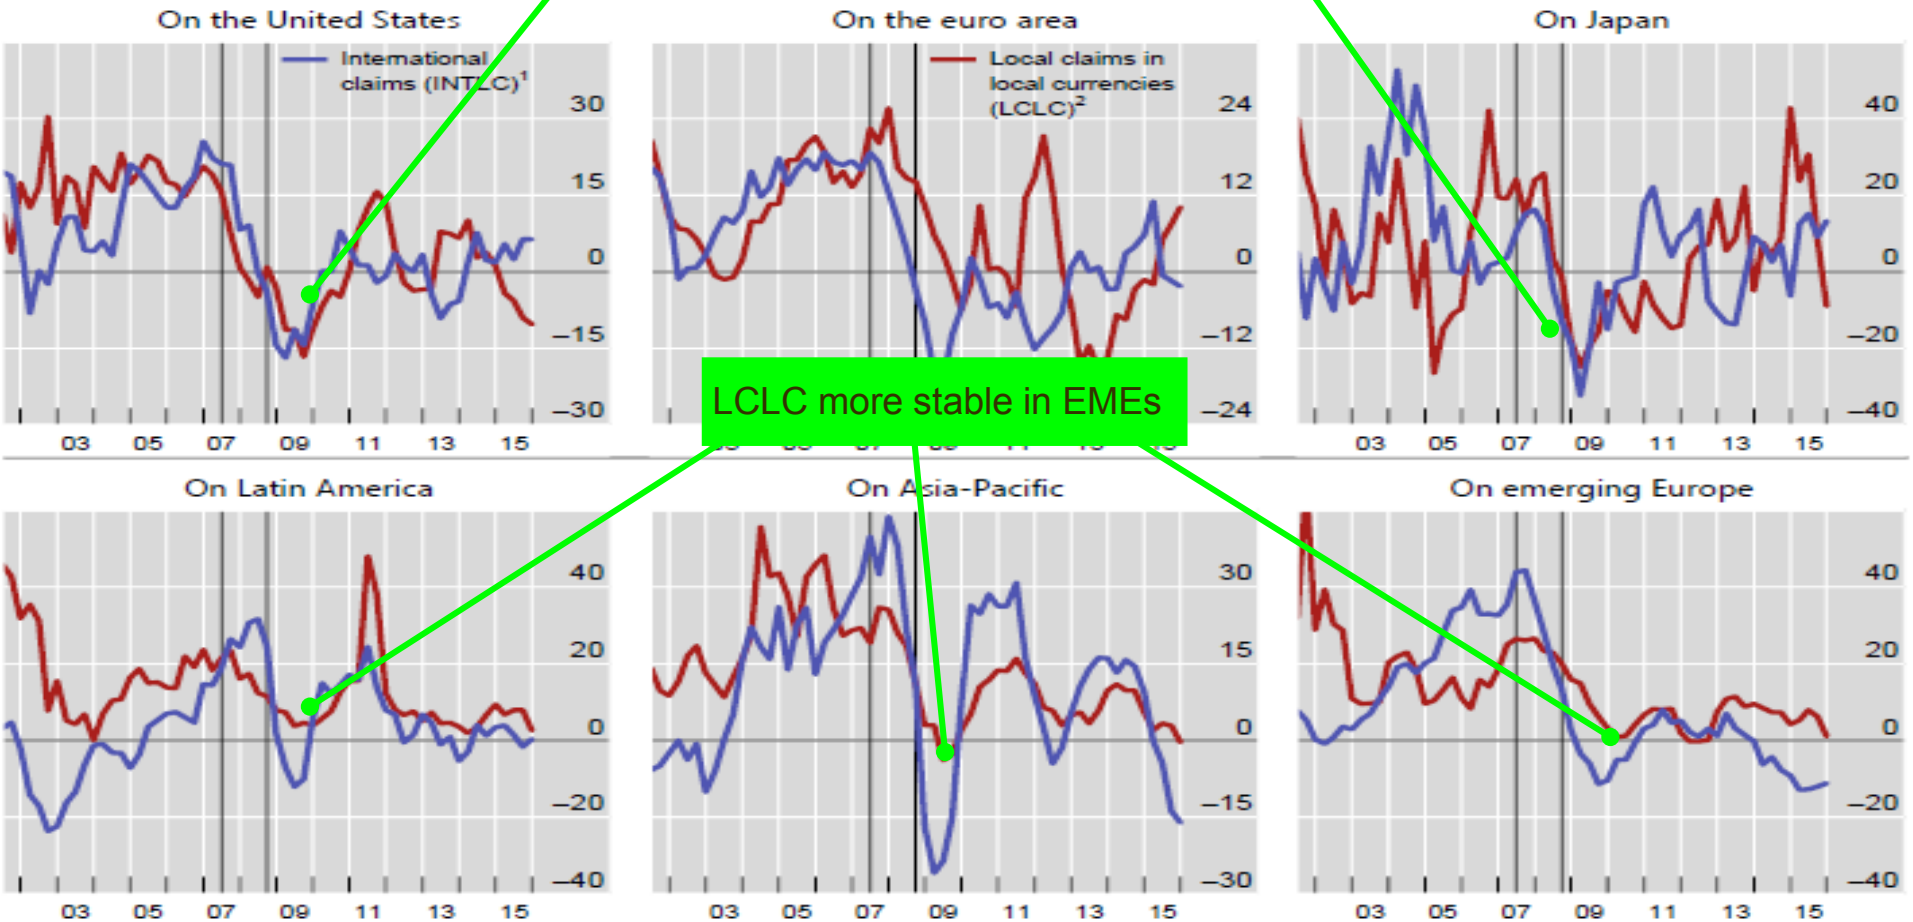 On the United States
International
claims (INTLC)¹
30
15
0
–15
–30
03 05 07 09 11 13 15
On the euro area
Local claims in
local currencies
(LCLC)²
24
12
0
–12
–24
07 11
On Japan
40
20
0
–20
–40
03 05 07 09 11 13 15
LCLC more stable in EMEs
On Latin America
40
20
0
–20
–40
03 05 07 09 11 13 15
On Asia-Pacific
30
15
0
–15
–30
03 05 07 09 11 13 15
On emerging Europe
40
20
0
–20
–40
03 05 07 09 11 13 15